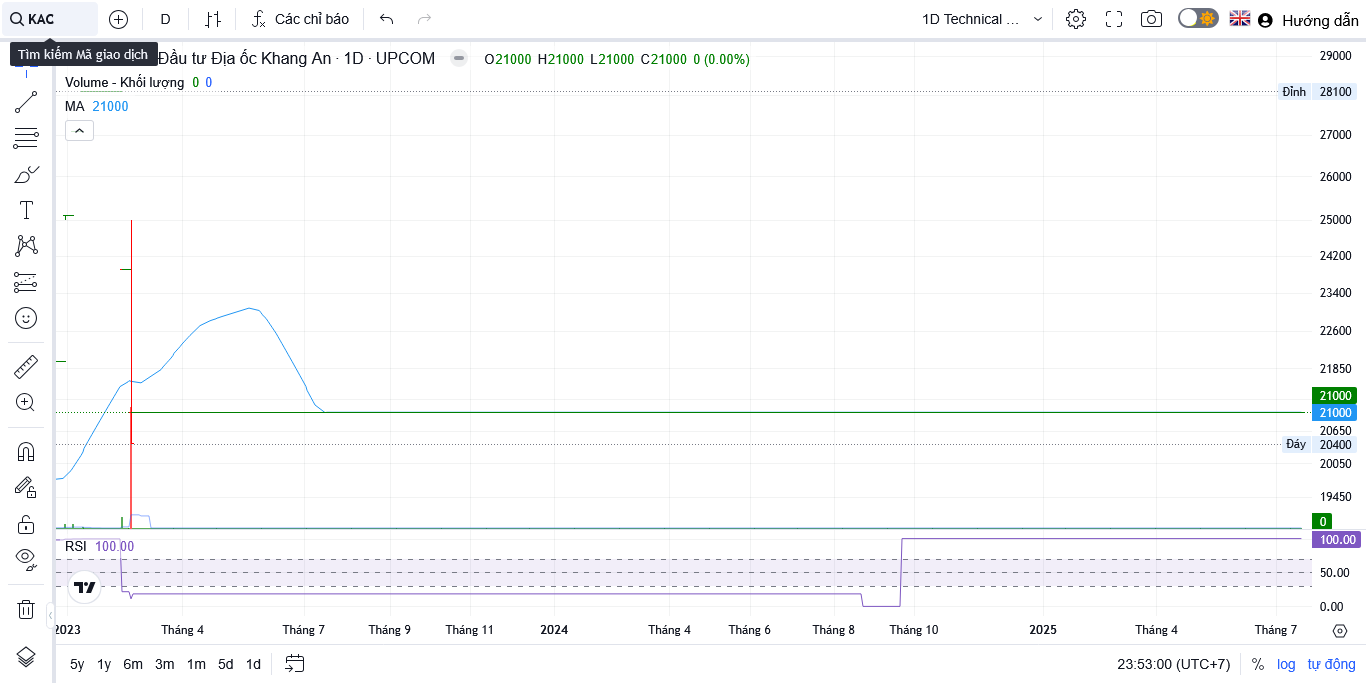 KAC
D
Các chỉ báo
1D Technical ...
Hướng dẫn
Tìm kiếm Mã giao dịch
Đầu tư Địa ốc Khang An · 1D · UPCOM
O21000 H21000 L21000 C21000 0 (0.00%)
Volume - Khối lượng 0 0
MA 21000
29000
Đỉnh 28100
27000
26000
25000
24200
23400
22600
21850
21000
21000
20650
Đáy 20400
20050
19450
0
RSI 100.00
100.00
50.00
0.00
2023 Tháng 4 Tháng 7 Tháng 9 Tháng 11 2024 Tháng 4 Tháng 6 Tháng 8 Tháng 10 2025 Tháng 4 Tháng 7
5y 1y 6m 3m 1m 5d 1d
23:53:00 (UTC+7) % log tự động